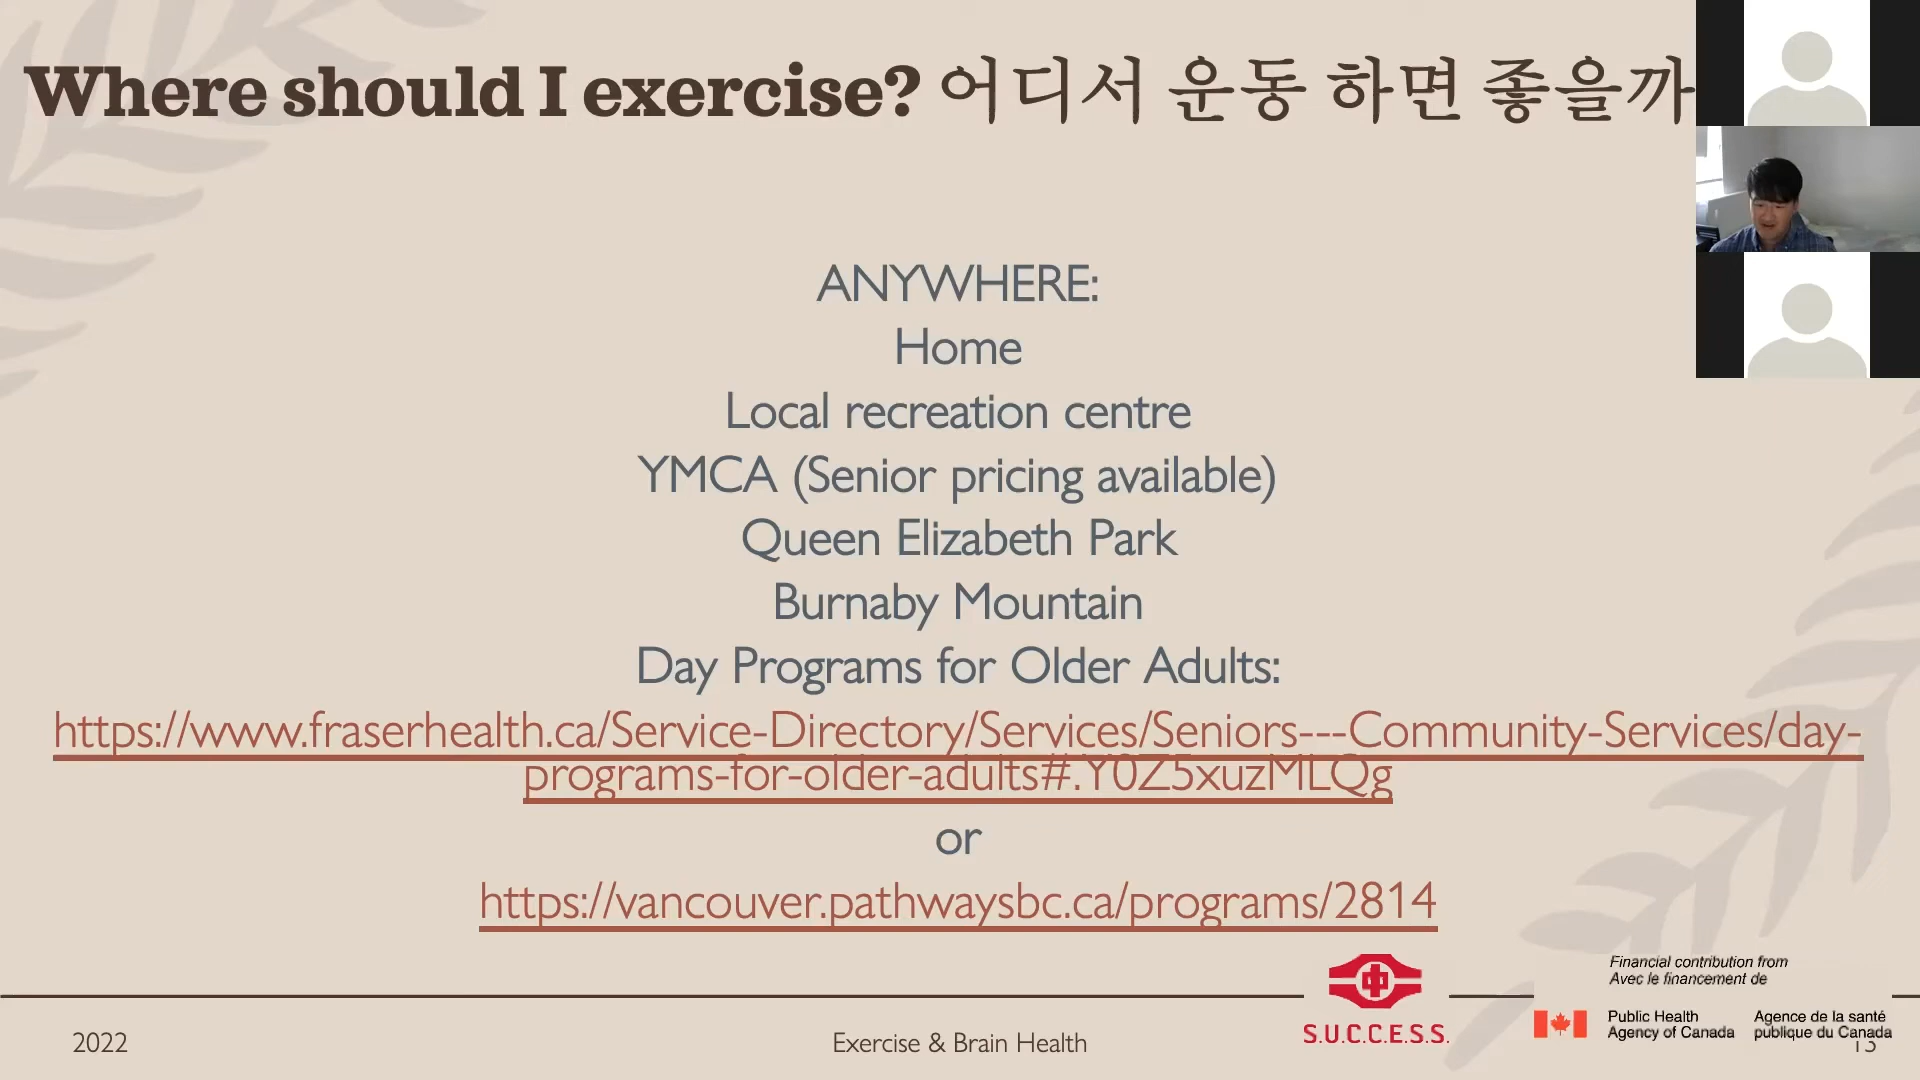 Where should I exercise? 어디서 운동 하면 좋을까
ANYWHERE:
Home
Local recreation centre
YMCA (Senior pricing available)
Queen Elizabeth Park
Burnaby Mountain
Day Programs for Older Adults:
https://www.fraserhealth.ca/Service-Directory/Services/Seniors---Community-Services/day-
programs-for-older-adults#.Y0Z5xuzMLQg
or
https://vancouver.pathwaysbc.ca/programs/2814
2022
Exercise & Brain Health
中
S.U.C.C.E.S.S.
Financial contribution from
Avec le financement de
Public Health
Agency of Canada
Agence de la santé
publique du Canada
13